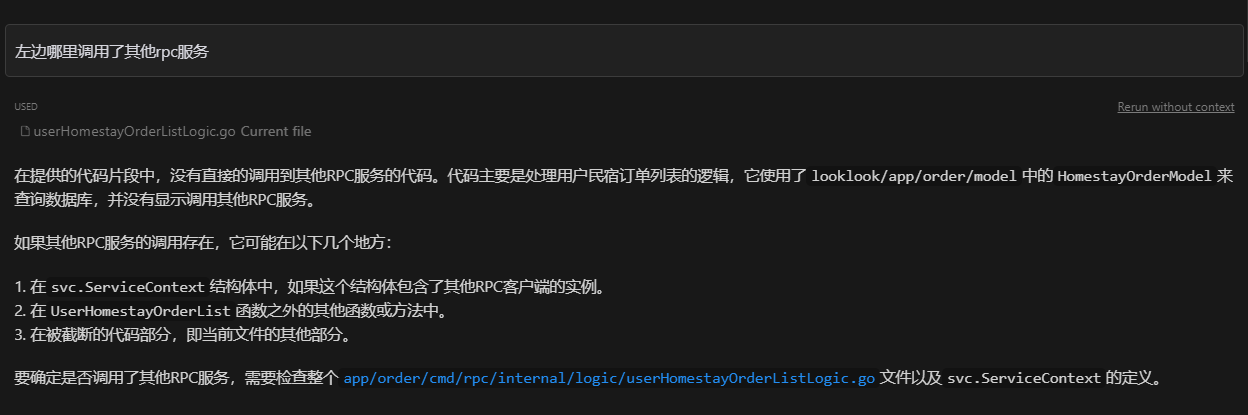 左边哪里调用了其他rpc服务
USED
Rerun without context
userHomestayOrderListLogic.go Current file
在提供的代码片段中，没有直接的调用到其他RPC服务的代码。代码主要是处理用户民宿订单列表的逻辑，它使用了 looklook/app/order/model 中的 HomestayOrderModel 来
查询数据库，并没有显示调用其他RPC服务。
如果其他RPC服务的调用存在，它可能在以下几个地方：
1. 在 svc.ServiceContext 结构体中，如果这个结构体包含了其他RPC客户端的实例。
2. 在 UserHomestayOrderList 函数之外的其他函数或方法中。
3. 在被截断的代码部分，即当前文件的其他部分。
要确定是否调用了其他RPC服务，需要检查整个 app/order/cmd/rpc/internal/logic/userHomestayOrderListLogic.go 文件以及 svc.ServiceContext 的定义。